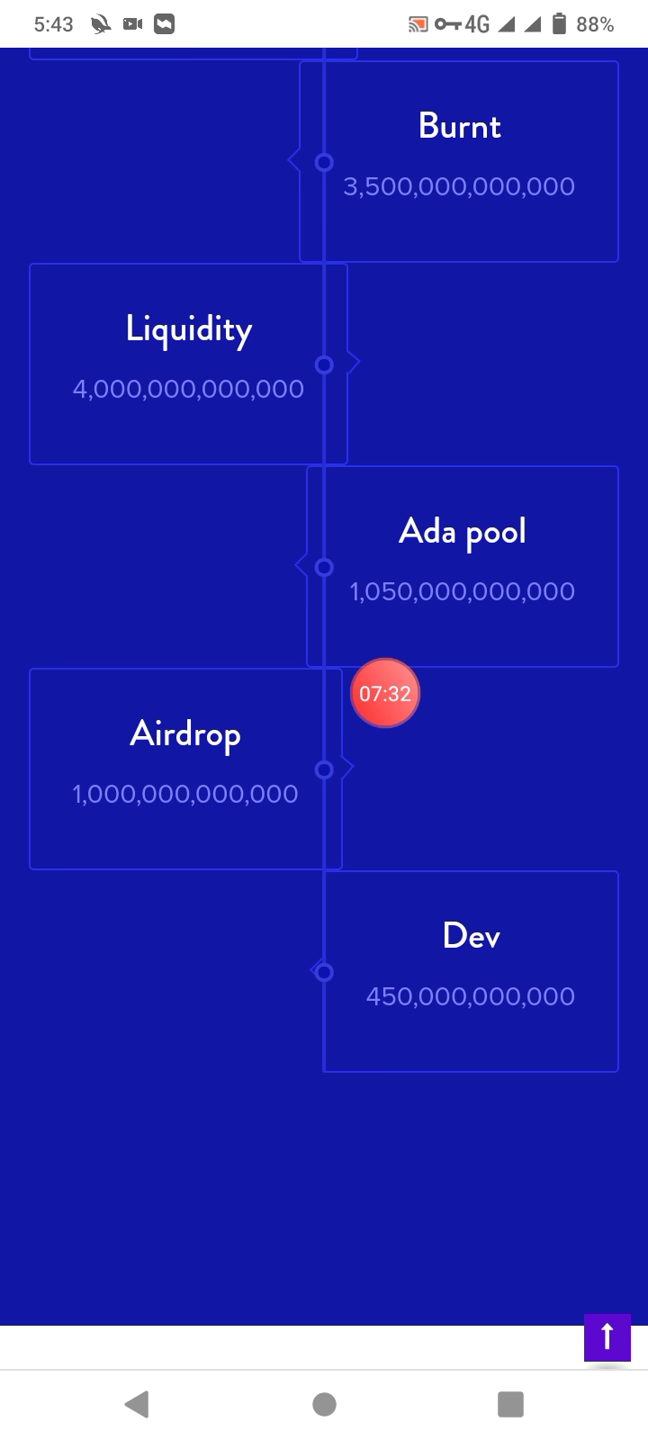 5:43
4G
88%
Burnt
3,500,000,000,000
Liquidity
4,000,000,000,000
Ada pool
1,050,000,000,000
07:32
Airdrop
1,000,000,000,000
Dev
450,000,000,000